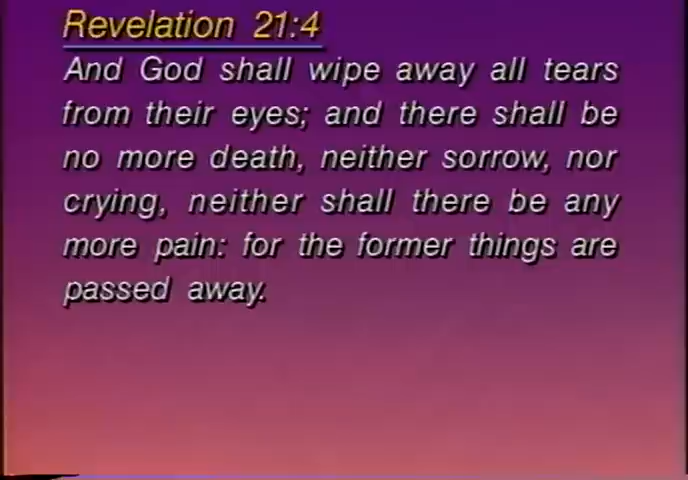 Revelation 21:4
And God shall wipe away all tears
from their eyes; and there shall be
no more death, neither sorrow, nor
crying, neither shall there be any
more pain: for the former things are
passed away.